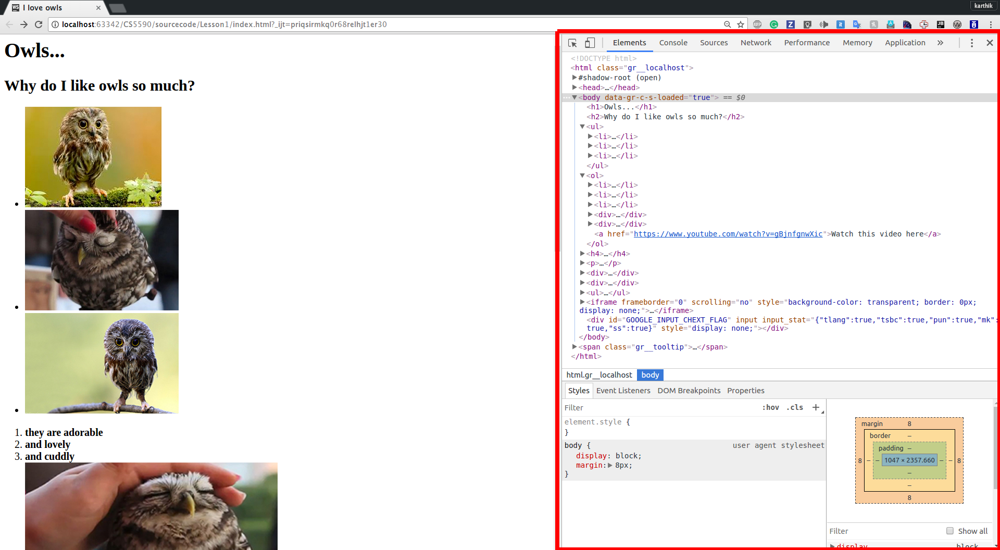 I love owls
karthik
localhost:63342/CS5590/sourcecode/Lesson1/index.html?_ijt=priqsirmkq0r68relhjt1er30
Owls...
Why do I like owls so much?
1. they are adorable
2. and lovely
3. and cuddly
Elements Console Sources Network Performance Memory Application »
<!DOCTYPE html>
<html class="gr__localhost">
#shadow-root (open)
<head>…</head>
<body data-gr-c-s-loaded="true"> == $0
<h1>Owls...</h1>
<h2>Why do I like owls so much?</h2>
<ul>
<li>…</li>
<li>…</li>
<li>…</li>
</ul>
<ol>
<li>…</li>
<li>…</li>
<li>…</li>
<div>…</div>
<div>…</div>
<a href="https://www.youtube.com/watch?v=gBjnfgnwXic">Watch this video here</a>
</ol>
<h4>…</h4>
<p>…</p>
<div>…</div>
<div>…</div>
<ul>…</ul>
<iframe frameborder="0" scrolling="no" style="background-color: transparent; border: 0px;
display: none;">…</iframe>
<div id="GOOGLE_INPUT_CHEXT_FLAG" input input_stat="{"tlang":true,"tsbc":true,"pun":true,"mk":
true,"ss":true}" style="display: none;"></div>
</body>
<span class="gr__tooltip">…</span>
</html>
html.gr__localhost body
Styles Event Listeners DOM Breakpoints Properties
Filter :hov .cls +
element.style {
}
body { user agent stylesheet
display: block;
margin: 8px;
}
margin 8
border –
padding –
8 – – 1047 × 2357.660 – – 8
–
–
8
Filter Show all
display block